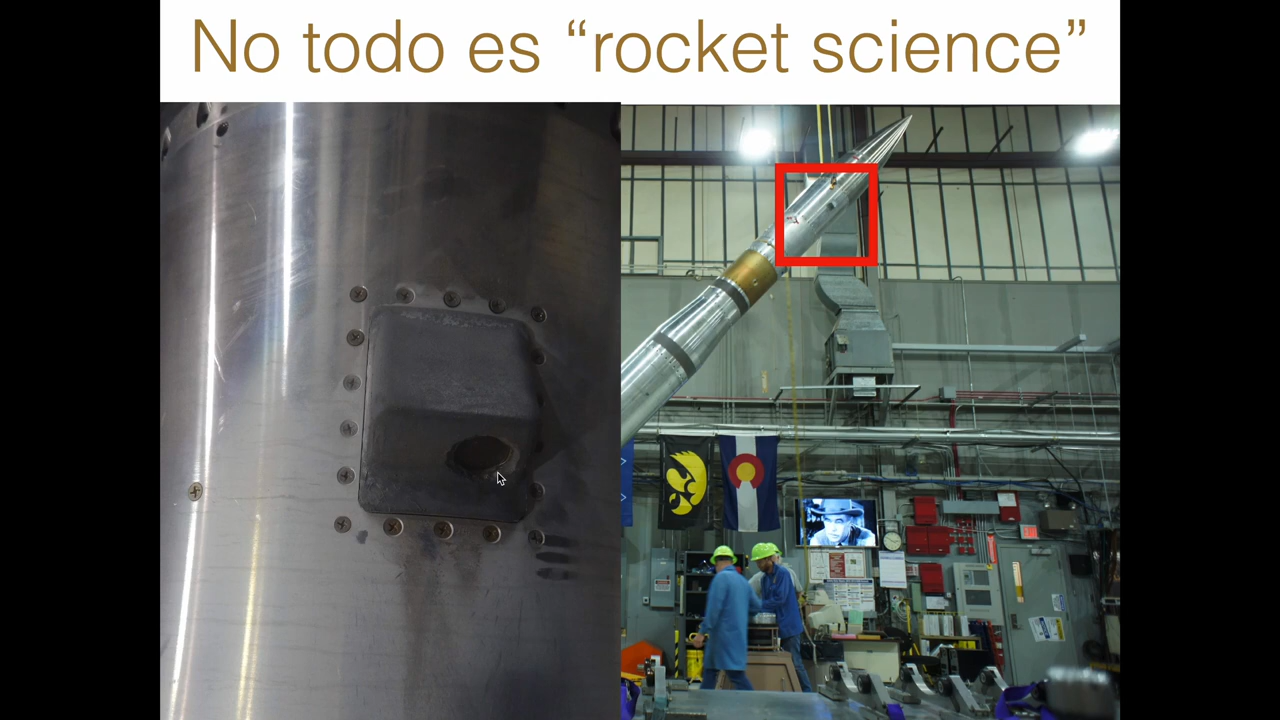 No todo es “rocket science”